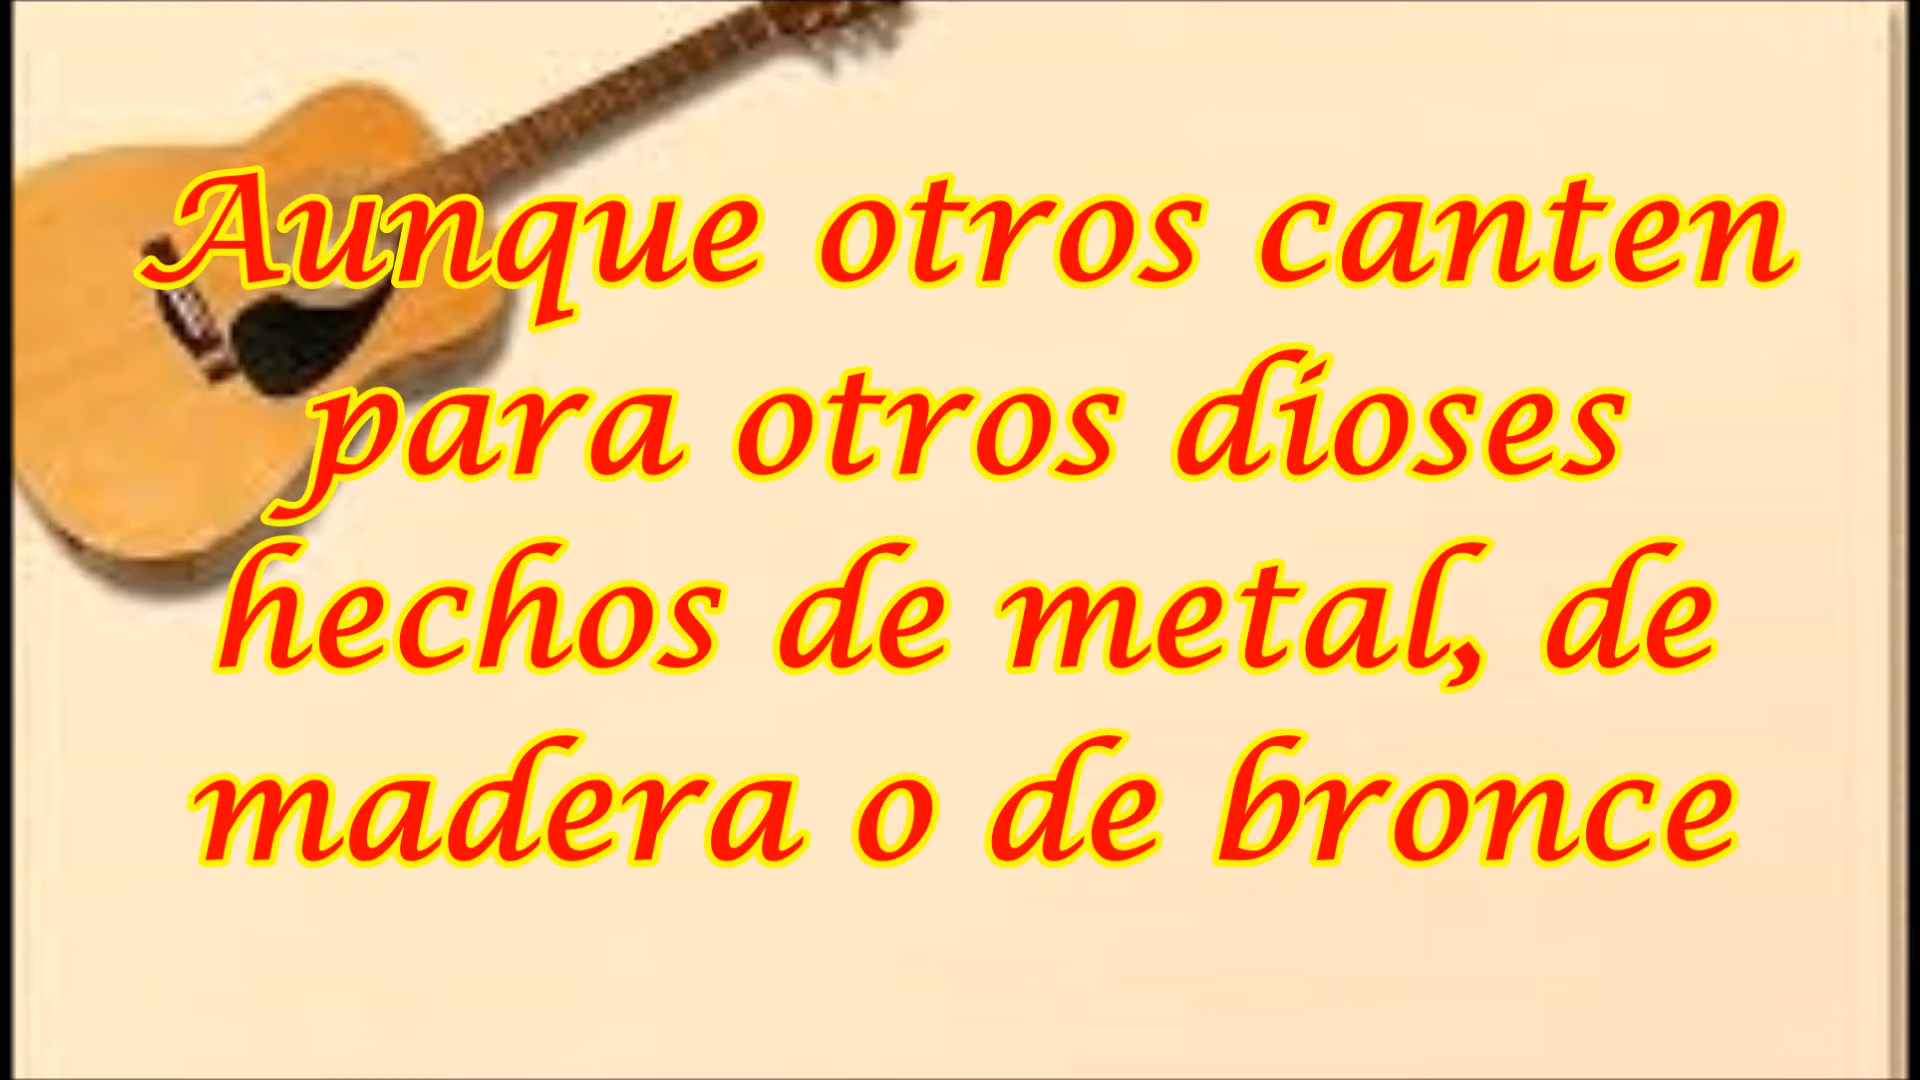 Aunque otros canten
para otros dioses
hechos de metal, de
madera o de bronce